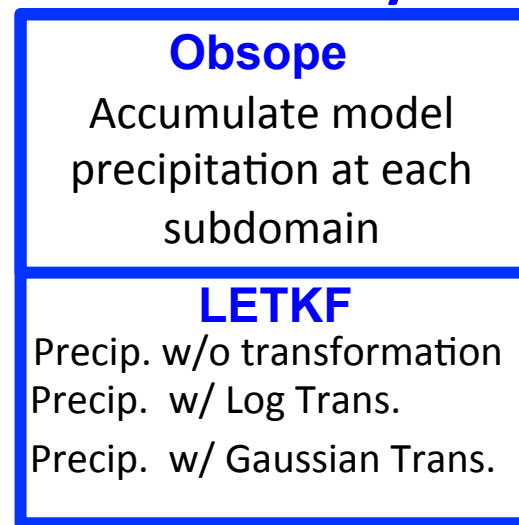 Obsope
Accumulate model
precipitation at each
subdomain
LETKF
Precip. w/o transformation
Precip. w/ Log Trans.
Precip. w/ Gaussian Trans.